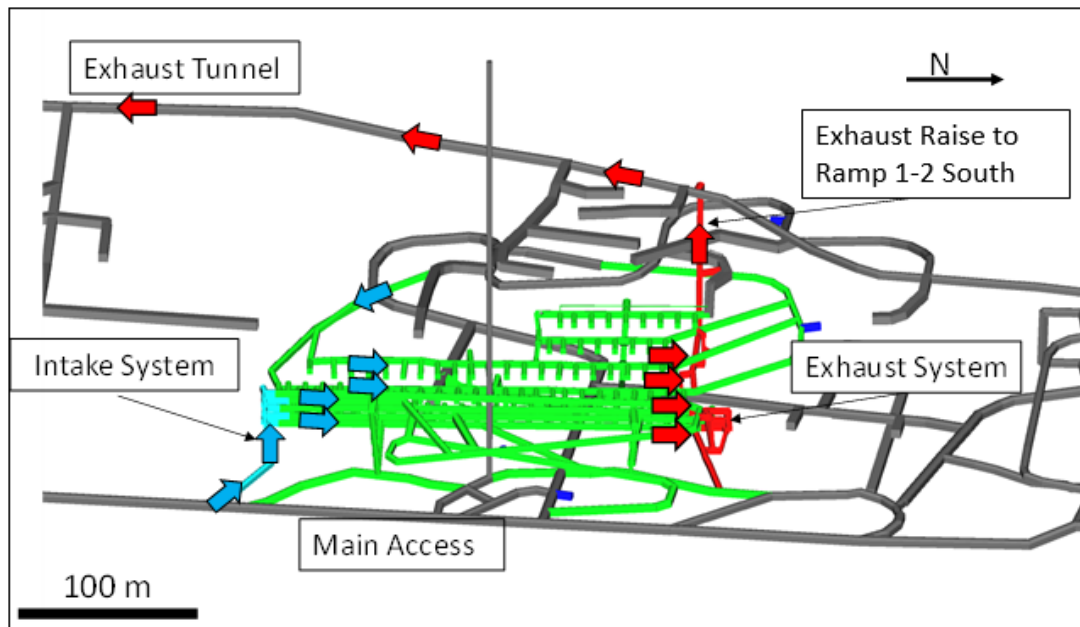 Exhaust Tunnel
N
Exhaust Raise to
Ramp 1-2 South
Intake System
Exhaust System
Main Access
100 m